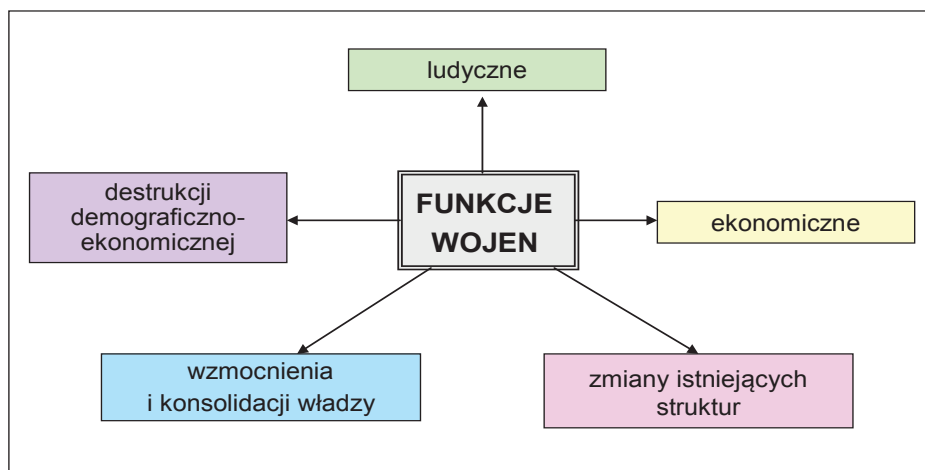 ludyczne
destrukcji
demograficzno-
ekonomicznej
FUNKCJE
WOJEN
ekonomiczne
wzmocnienia
i konsolidacji władzy
zmiany istniejących
struktur